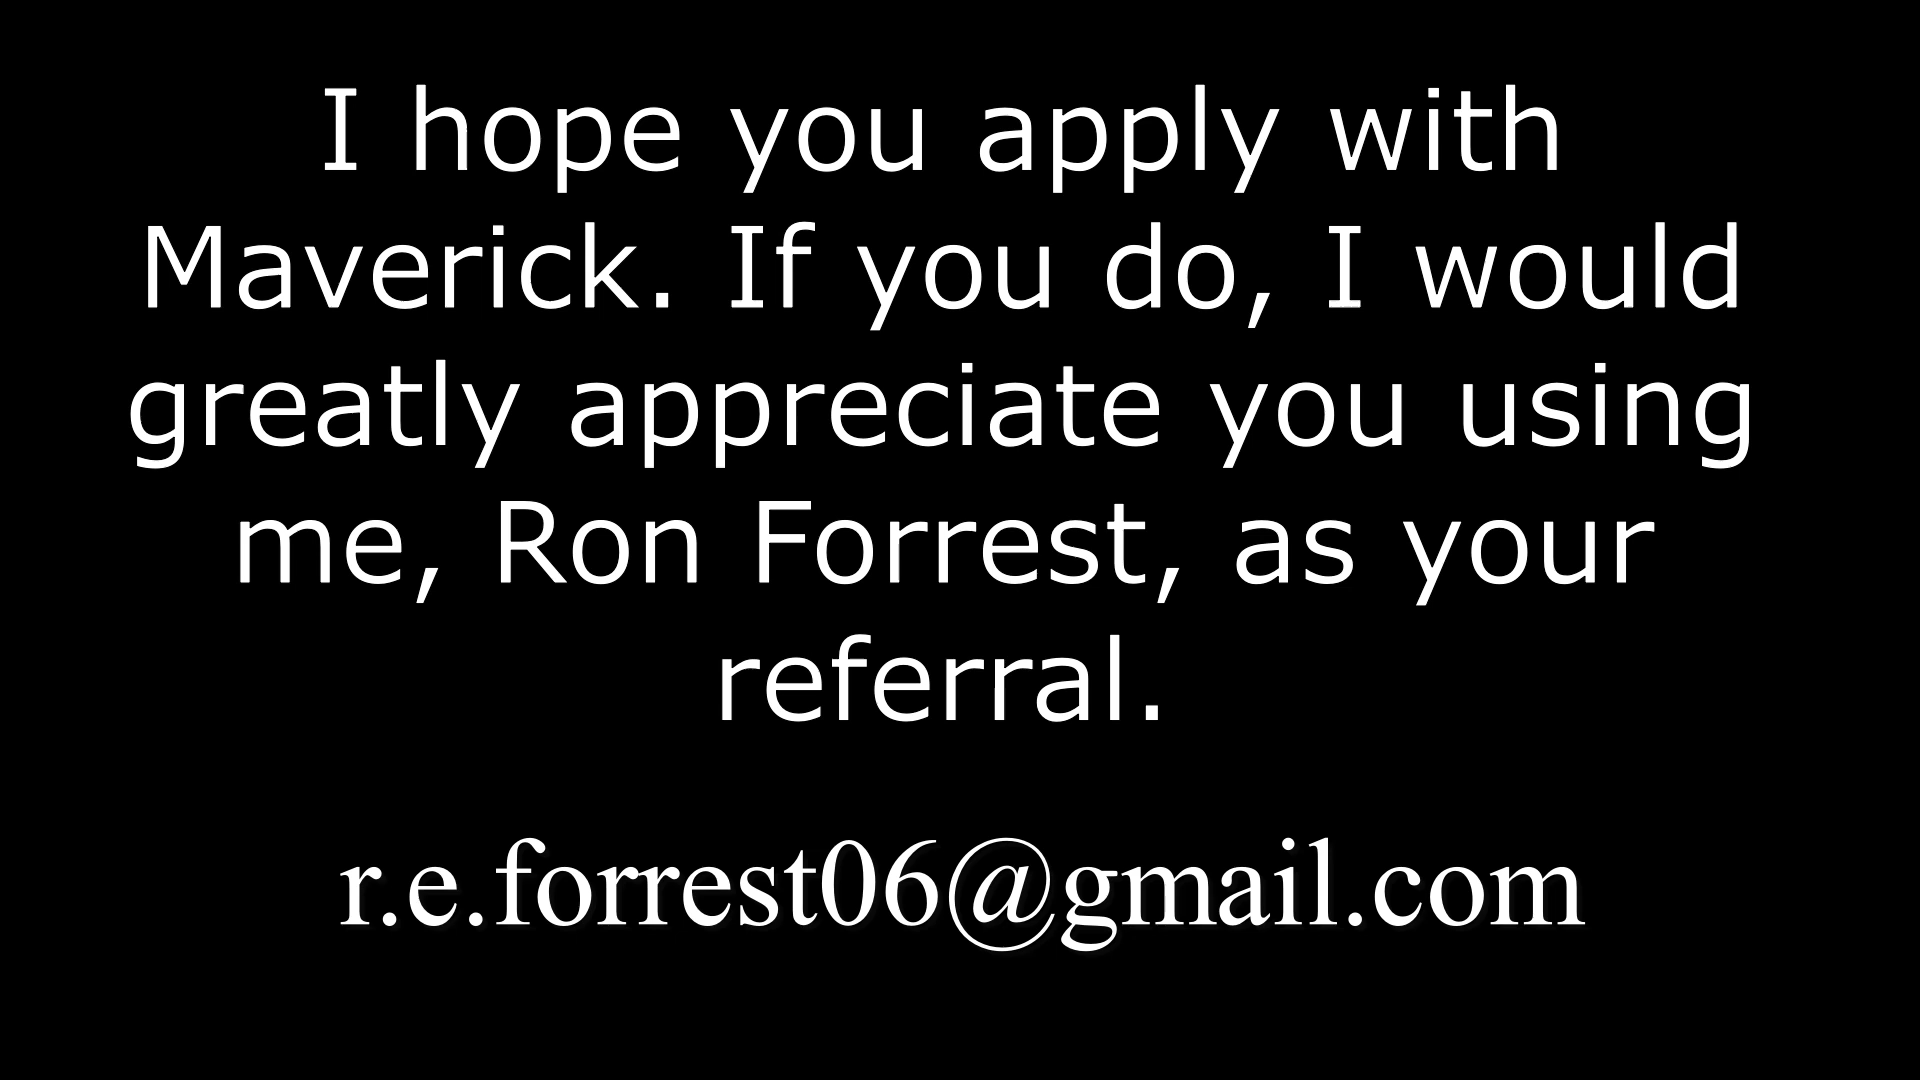 I hope you apply with
Maverick. If you do, I would
greatly appreciate you using
me, Ron Forrest, as your
referral.
r.e.forrest06@gmail.com